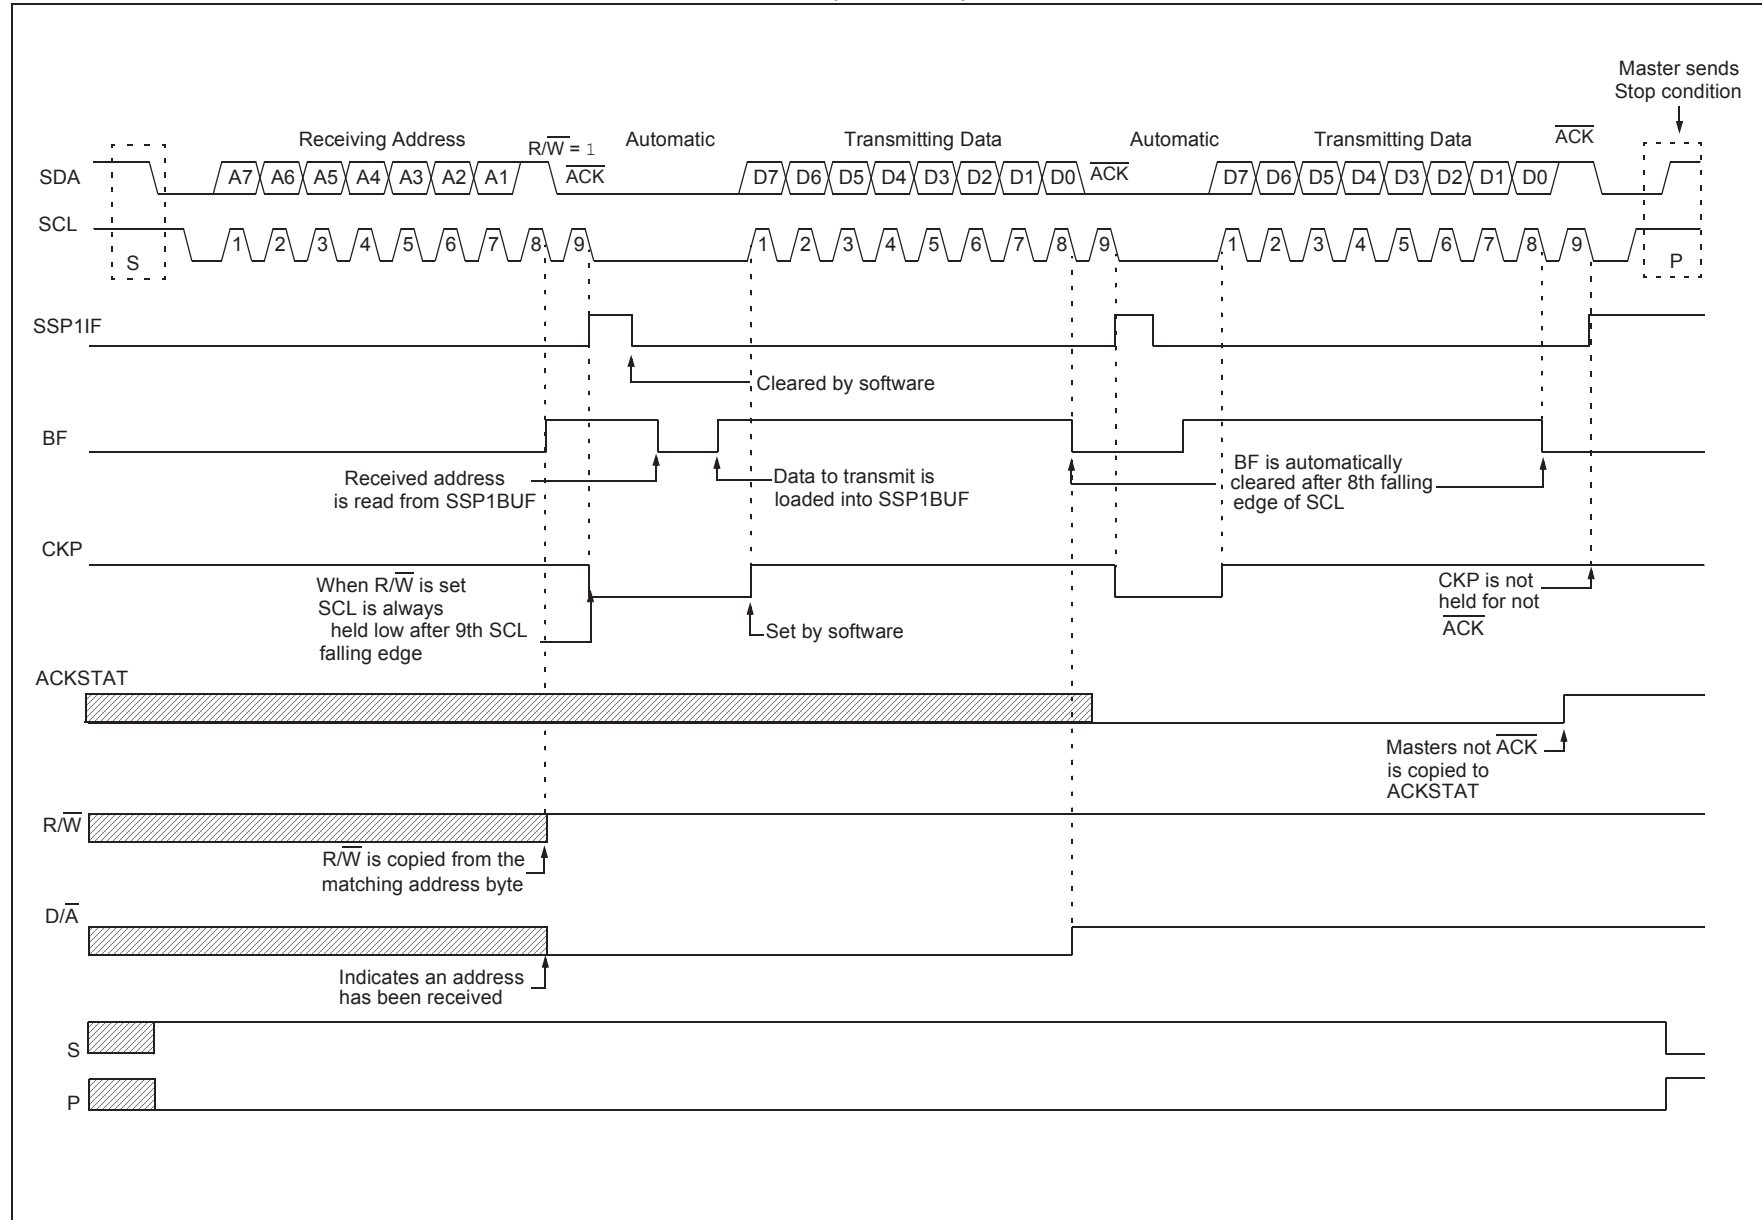 Master sends
Stop condition
Receiving Address
R/W̅ = 1
Automatic
Transmitting Data
Automatic
Transmitting Data
A̅C̅K̅
SDA
A7 A6 A5 A4 A3 A2 A1
A̅C̅K̅
D7 D6 D5 D4 D3 D2 D1 D0
A̅C̅K̅
D7 D6 D5 D4 D3 D2 D1 D0
SCL
1 2 3 4 5 6 7 8 9
1 2 3 4 5 6 7 8 9
1 2 3 4 5 6 7 8 9
S
P
SSP1IF
Cleared by software
BF
Received address
is read from SSP1BUF
Data to transmit is
loaded into SSP1BUF
BF is automatically
cleared after 8th falling
edge of SCL
CKP
When R/W̅ is set
SCL is always
held low after 9th SCL
falling edge
Set by software
CKP is not
held for not
A̅C̅K̅
ACKSTAT
Masters not A̅C̅K̅
is copied to
ACKSTAT
R/W̅
R/W̅ is copied from the
matching address byte
D/A̅
Indicates an address
has been received
S
P